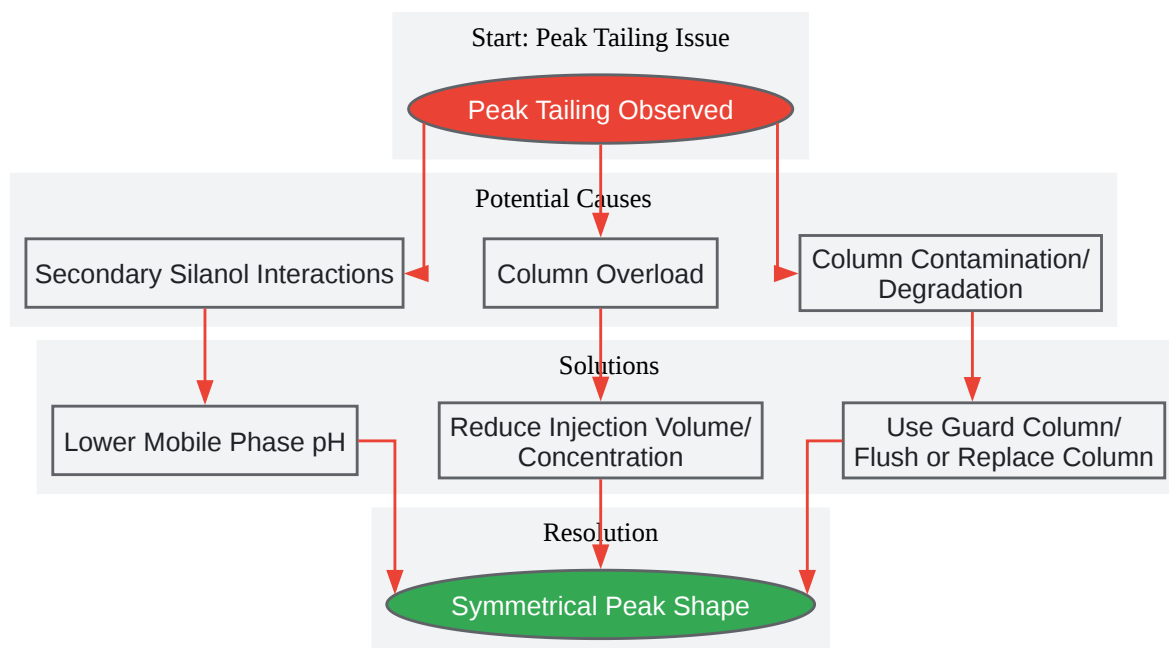 Start: Peak Tailing Issue
Peak Tailing Observed
Potential Causes
Secondary Silanol Interactions
Column Overload
Column Contamination/
Degradation
Solutions
Lower Mobile Phase pH
Reduce Injection Volume/
Concentration
Use Guard Column/
Flush or Replace Column
Resolution
Symmetrical Peak Shape